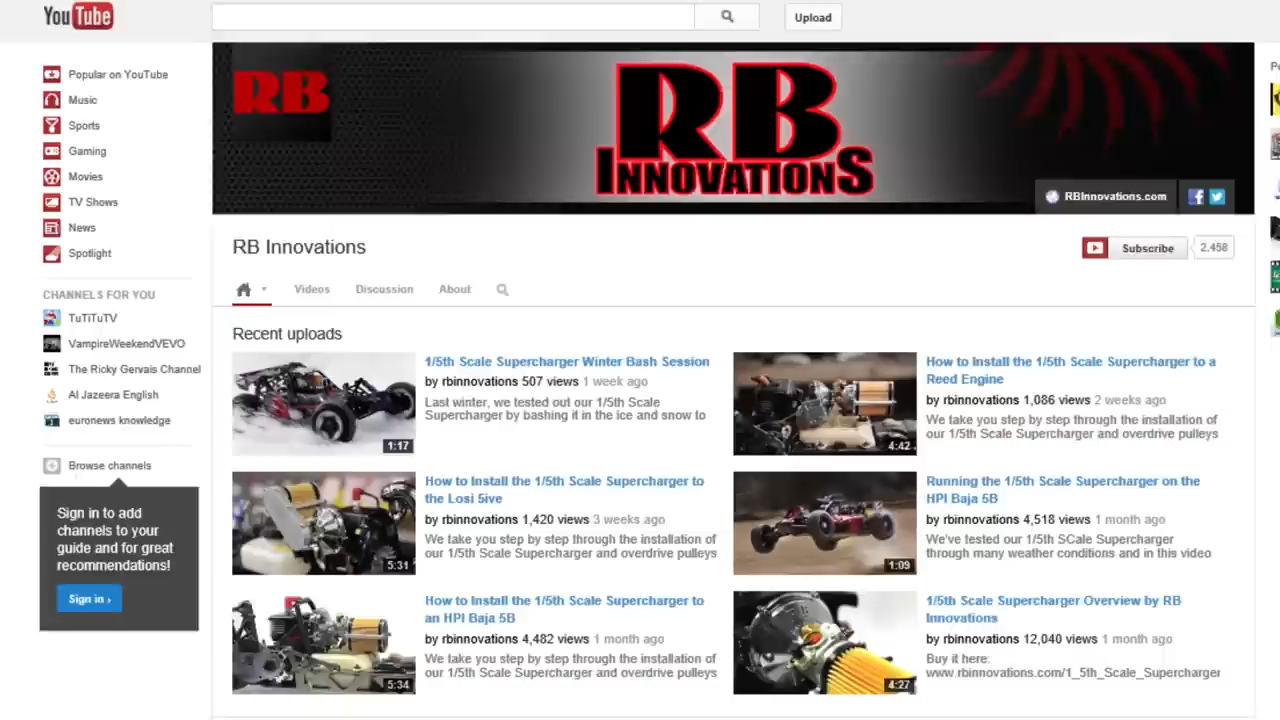 YouTube
Upload
Popular on YouTube
Music
Sports
Gaming
Movies
TV Shows
News
Spotlight
CHANNELS FOR YOU
TuTiTuTV
VampireWeekendVEVO
The Ricky Gervais Channel
Al Jazeera English
euronews knowledge
Browse channels
Sign in to add
channels to your
guide and for great
recommendations!
Sign in ›
RB
RB
INNOVATIONS
RBInnovations.com
RB Innovations
Subscribe
2,458
Videos
Discussion
About
Recent uploads
1:17
1/5th Scale Supercharger Winter Bash Session
by rbinnovations 507 views 1 week ago
Last winter, we tested out our 1/5th Scale
Supercharger by bashing it in the ice and snow to
4:42
How to Install the 1/5th Scale Supercharger to a
Reed Engine
by rbinnovations 1,086 views 2 weeks ago
We take you step by step through the installation of
our 1/5th Scale Supercharger and overdrive pulleys
5:31
How to Install the 1/5th Scale Supercharger to
the Losi 5ive
by rbinnovations 1,420 views 3 weeks ago
We take you step by step through the installation of
our 1/5th Scale Supercharger and overdrive pulleys
1:09
Running the 1/5th Scale Supercharger on the
HPI Baja 5B
by rbinnovations 4,518 views 1 month ago
We've tested our 1/5th SCale Supercharger
through many weather conditions and in this video
5:34
How to Install the 1/5th Scale Supercharger to
an HPI Baja 5B
by rbinnovations 4,482 views 1 month ago
We take you step by step through the installation of
our 1/5th Scale Supercharger and overdrive pulleys
4:27
1/5th Scale Supercharger Overview by RB
Innovations
by rbinnovations 12,040 views 1 month ago
Buy it here:
www.rbinnovations.com/1_5th_Scale_Supercharger